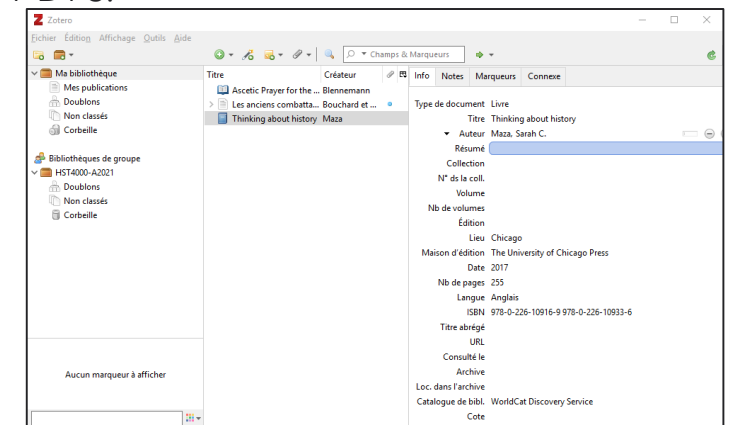 Zotero
Fichier Édition Affichage Outils Aide
Champs & Marqueurs
Ma bibliothèque
Mes publications
Doublons
Non classés
Corbeille
Bibliothèques de groupe
HST4000-A2021
Doublons
Non classés
Corbeille
Aucun marqueur à afficher
Titre Créateur
Ascetic Prayer for the ... Blennemann
Les anciens combatta... Bouchard et ...
Thinking about history Maza
Info Notes Marqueurs Connexe
Type de document Livre
Titre Thinking about history
Auteur Maza, Sarah C.
Résumé
Collection
N° ds la coll.
Volume
Nb de volumes
Édition
Lieu Chicago
Maison d'édition The University of Chicago Press
Date 2017
Nb de pages 255
Langue Anglais
ISBN 978-0-226-10916-9 978-0-226-10933-6
Titre abrégé
URL
Consulté le
Archive
Loc. dans l'archive
Catalogue de bibl. WorldCat Discovery Service
Cote